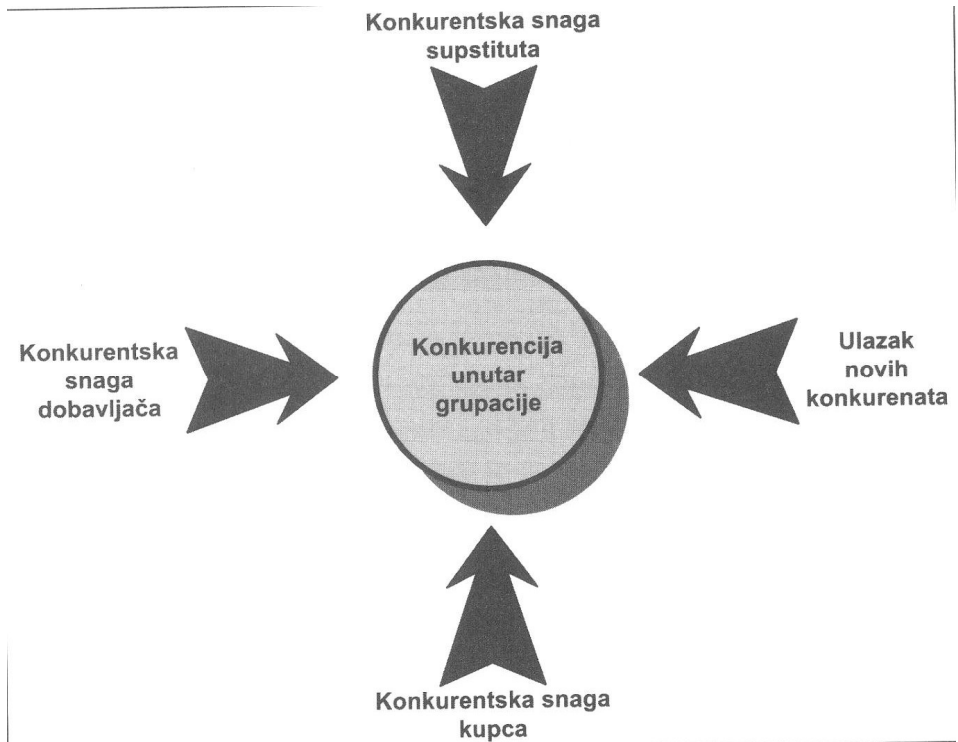 Konkurentska snaga
supstituta
Konkurentska
snaga
dobavljača
Konkurencija
unutar
grupacije
Ulazak
novih
konkurenata
Konkurentska snaga
kupca